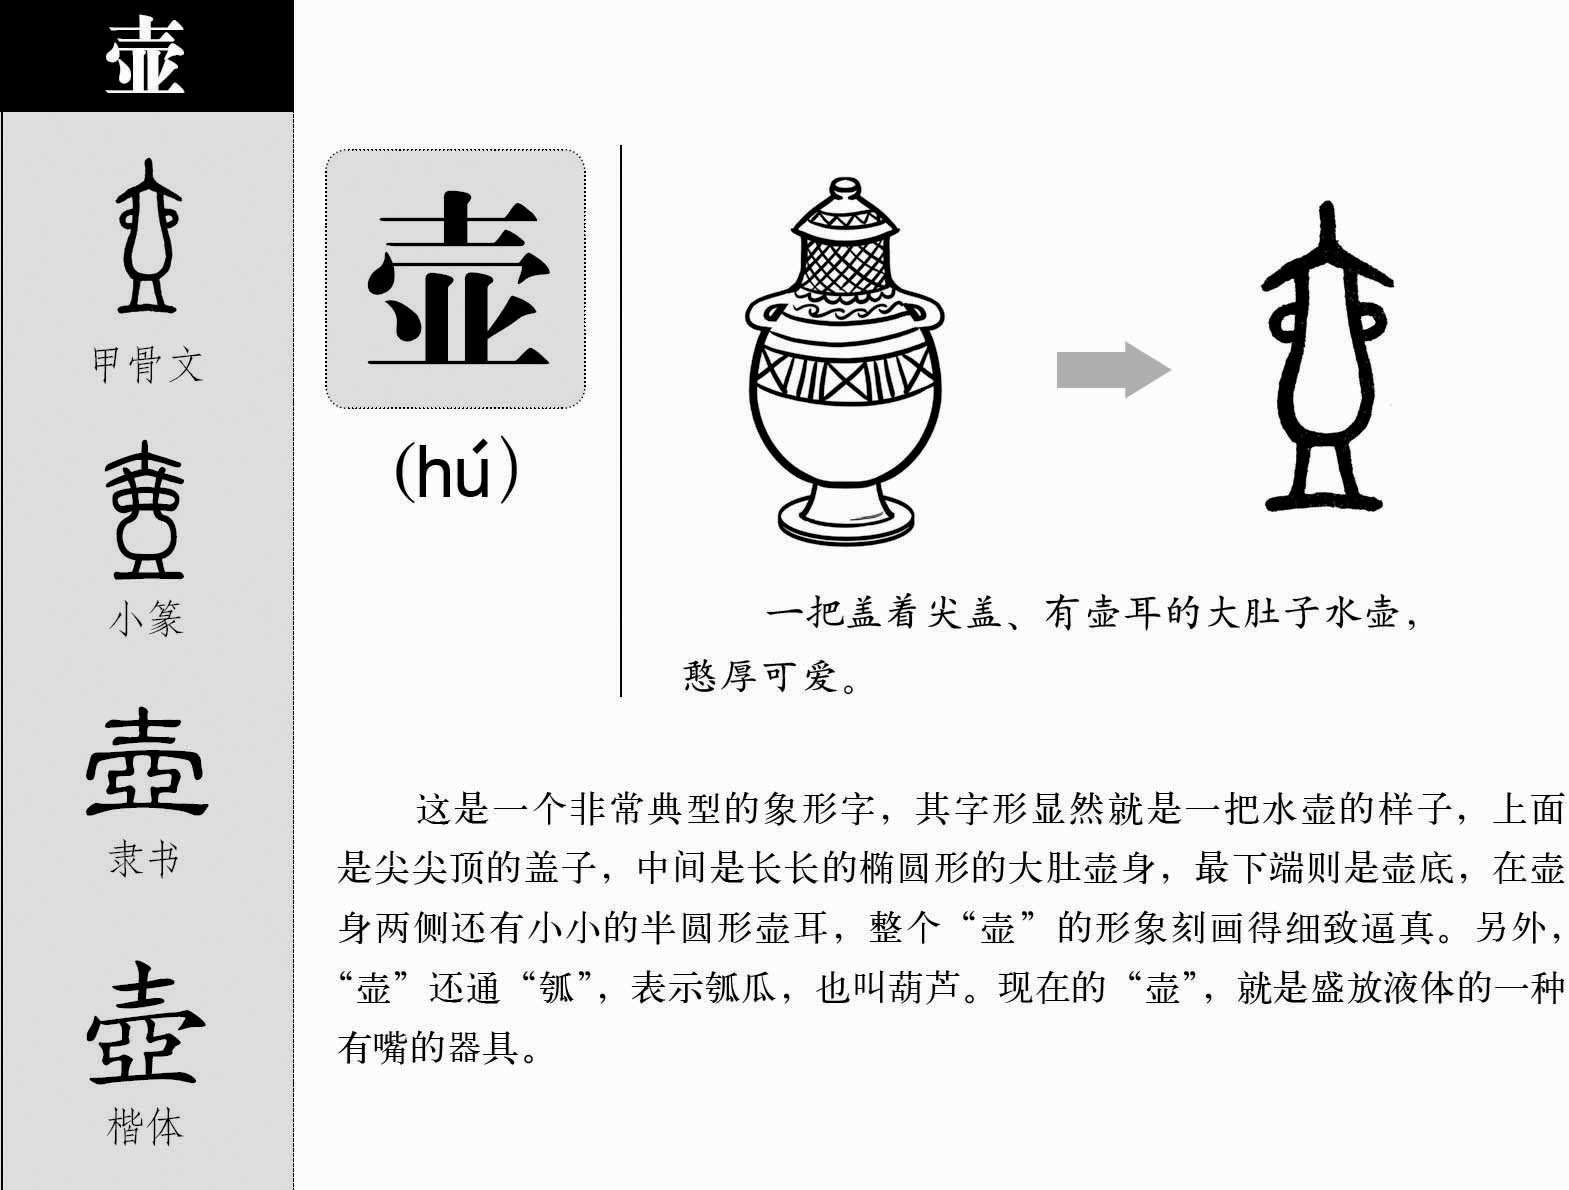 壶
甲骨文
小篆
隶书
楷体
壶
(hú)
一把盖着尖盖、有壶耳的大肚子水壶，
憨厚可爱。
这是一个非常典型的象形字，其字形显然就是一把水壶的样子，上面
是尖尖顶的盖子，中间是长长的椭圆形的大肚壶身，最下端则是壶底，在壶
身两侧还有小小的半圆形壶耳，整个“壶”的形象刻画得细致逼真。另外，
“壶”还通“瓠”，表示瓠瓜，也叫葫芦。现在的“壶”，就是盛放液体的一种
有嘴的器具。